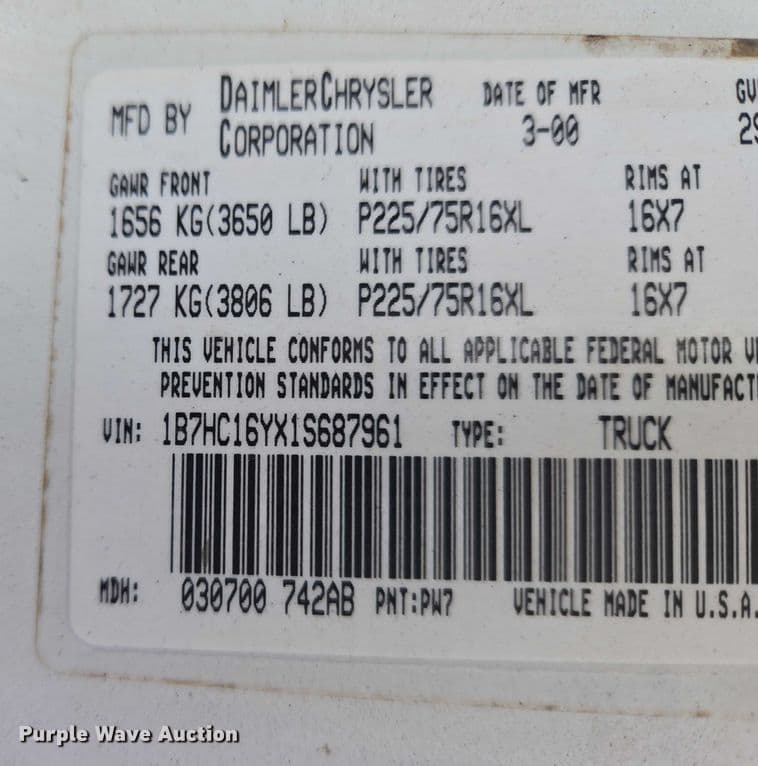 MFD BY DAIMLERCHRYSLER CORPORATION DATE OF MFR 3-00
GAWR FRONT WITH TIRES RIMS AT
1656 KG(3650 LB) P225/75R16XL 16X7
GAWR REAR WITH TIRES RIMS AT
1727 KG(3806 LB) P225/75R16XL 16X7
THIS VEHICLE CONFORMS TO ALL APPLICABLE FEDERAL MOTOR
PREVENTION STANDARDS IN EFFECT ON THE DATE OF
VIN: 1B7HC16YX1S687961 TYPE: TRUCK
MDH: 030700 742AB PNT:PW7 VEHICLE MADE IN U.S.A.
Purple Wave Auction